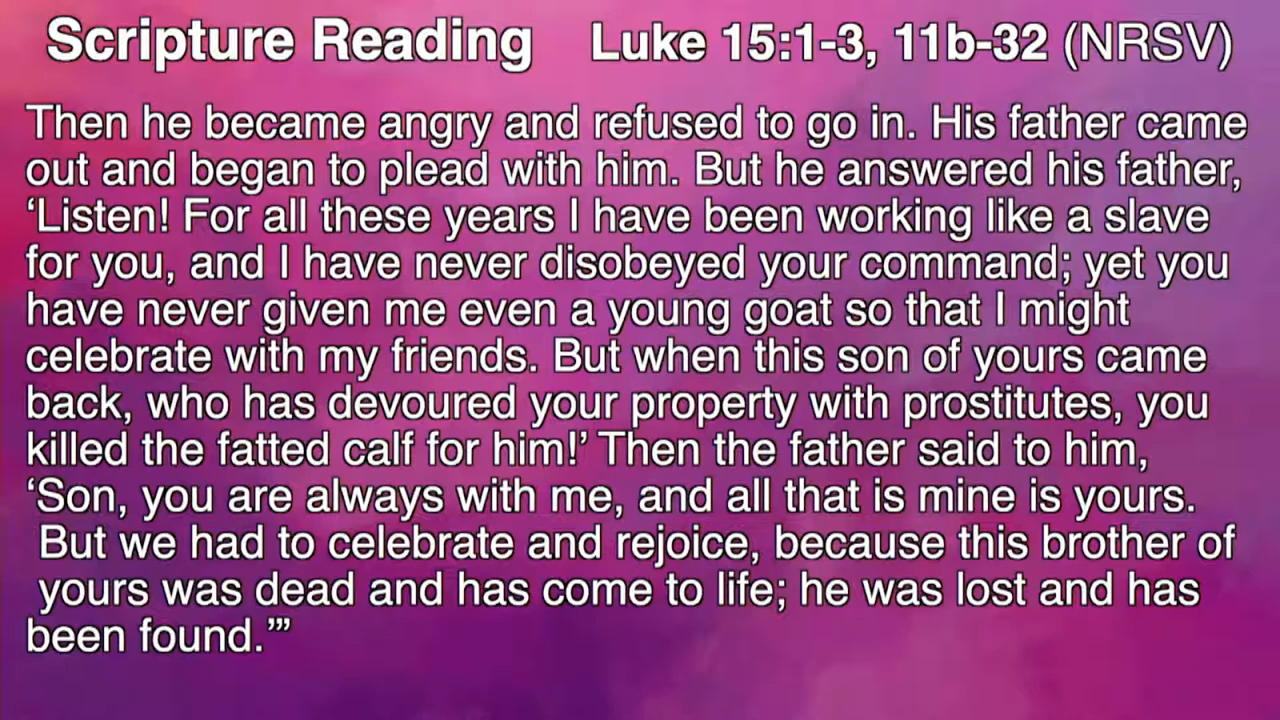 Scripture Reading Luke 15:1-3, 11b-32 (NRSV)
Then he became angry and refused to go in. His father came
out and began to plead with him. But he answered his father,
‘Listen! For all these years I have been working like a slave
for you, and I have never disobeyed your command; yet you
have never given me even a young goat so that I might
celebrate with my friends. But when this son of yours came
back, who has devoured your property with prostitutes, you
killed the fatted calf for him!’ Then the father said to him,
‘Son, you are always with me, and all that is mine is yours.
But we had to celebrate and rejoice, because this brother of
yours was dead and has come to life; he was lost and has
been found.’”